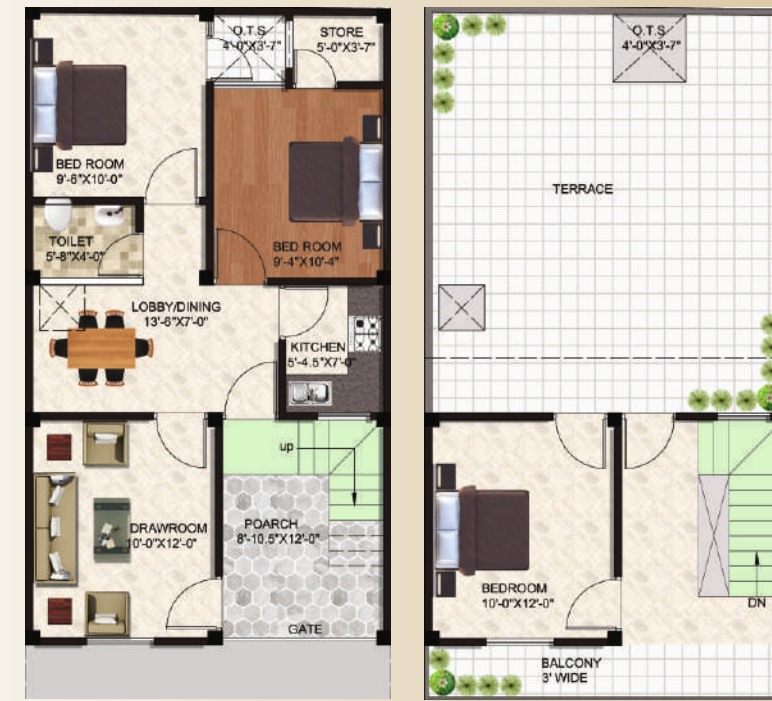 O.T.S
4'-0"X3'-7"
STORE
5'-0"X3'-7"
BED ROOM
9'-6"X10'-0"
TOILET
5'-8"X4'-0"
BED ROOM
9'-4"X10'-4"
LOBBY/DINING
13'-6"X7'-0"
KITCHEN
5'-4.5"X7'-0"
up
DRAWROOM
10'-0"X12'-0"
POARCH
8'-10.5"X12'-0"
GATE
O.T.S
4'-0"X3'-7"
TERRACE
BEDROOM
10'-0"X12'-0"
DN
BALCONY
3' WIDE